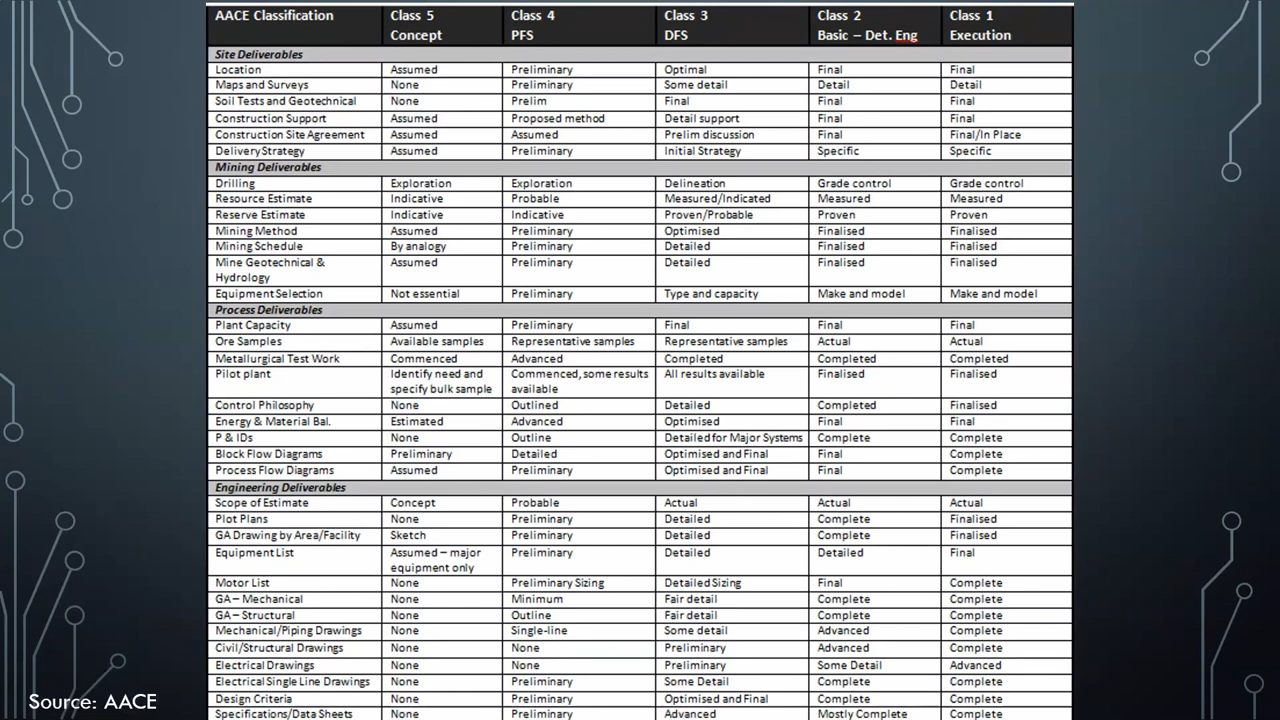 AACE Classification Class 5 Class 4 Class 3 Class 2 Class 1
Concept PFS DFS Basic – Det. Eng Execution
Site Deliverables
Location Assumed Preliminary Optimal Final Final
Maps and Surveys None Preliminary Some detail Detail Detail
Soil Tests and Geotechnical None Prelim Final Final Final
Construction Support Assumed Proposed method Detail support Final Final
Construction Site Agreement Assumed Assumed Prelim discussion Final Final/In Place
Delivery Strategy Assumed Preliminary Initial Strategy Specific Specific
Mining Deliverables
Drilling Exploration Exploration Delineation Grade control Grade control
Resource Estimate Indicative Probable Measured/Indicated Measured Measured
Reserve Estimate Indicative Indicative Proven/Probable Proven Proven
Mining Method Assumed Preliminary Optimised Finalised Finalised
Mining Schedule By analogy Preliminary Detailed Finalised Finalised
Mine Geotechnical & Assumed Preliminary Detailed Finalised Finalised
Hydrology
Equipment Selection Not essential Preliminary Type and capacity Make and model Make and model
Process Deliverables
Plant Capacity Assumed Preliminary Final Final Final
Ore Samples Available samples Representative samples Representative samples Actual Actual
Metallurgical Test Work Commenced Advanced Completed Completed Completed
Pilot plant Identify need and Commenced, some results All results available Finalised Finalised
specify bulk sample available
Control Philosophy None Outlined Detailed Completed Finalised
Energy & Material Bal. Estimated Advanced Optimised Final Final
P & IDs None Outline Detailed for Major Systems Complete Complete
Block Flow Diagrams Preliminary Detailed Optimised and Final Final Complete
Process Flow Diagrams Assumed Preliminary Optimised and Final Final Complete
Engineering Deliverables
Scope of Estimate Concept Probable Actual Actual Actual
Plot Plans None Preliminary Detailed Complete Finalised
GA Drawing by Area/Facility Sketch Preliminary Detailed Complete Finalised
Equipment List Assumed – major Preliminary Detailed Detailed Final
equipment only
Motor List None Preliminary Sizing Detailed Sizing Final Complete
GA – Mechanical None Minimum Fair detail Complete Complete
GA – Structural None Outline Fair detail Complete Complete
Mechanical/Piping Drawings None Single-line Some detail Advanced Complete
Civil/Structural Drawings None None Preliminary Advanced Complete
Electrical Drawings None None Preliminary Some Detail Advanced
Electrical Single Line Drawings None Preliminary Some Detail Complete Complete
Design Criteria None Preliminary Optimised and Final Complete Complete
Specifications/Data Sheets None Preliminary Advanced Mostly Complete Complete
Source: AACE